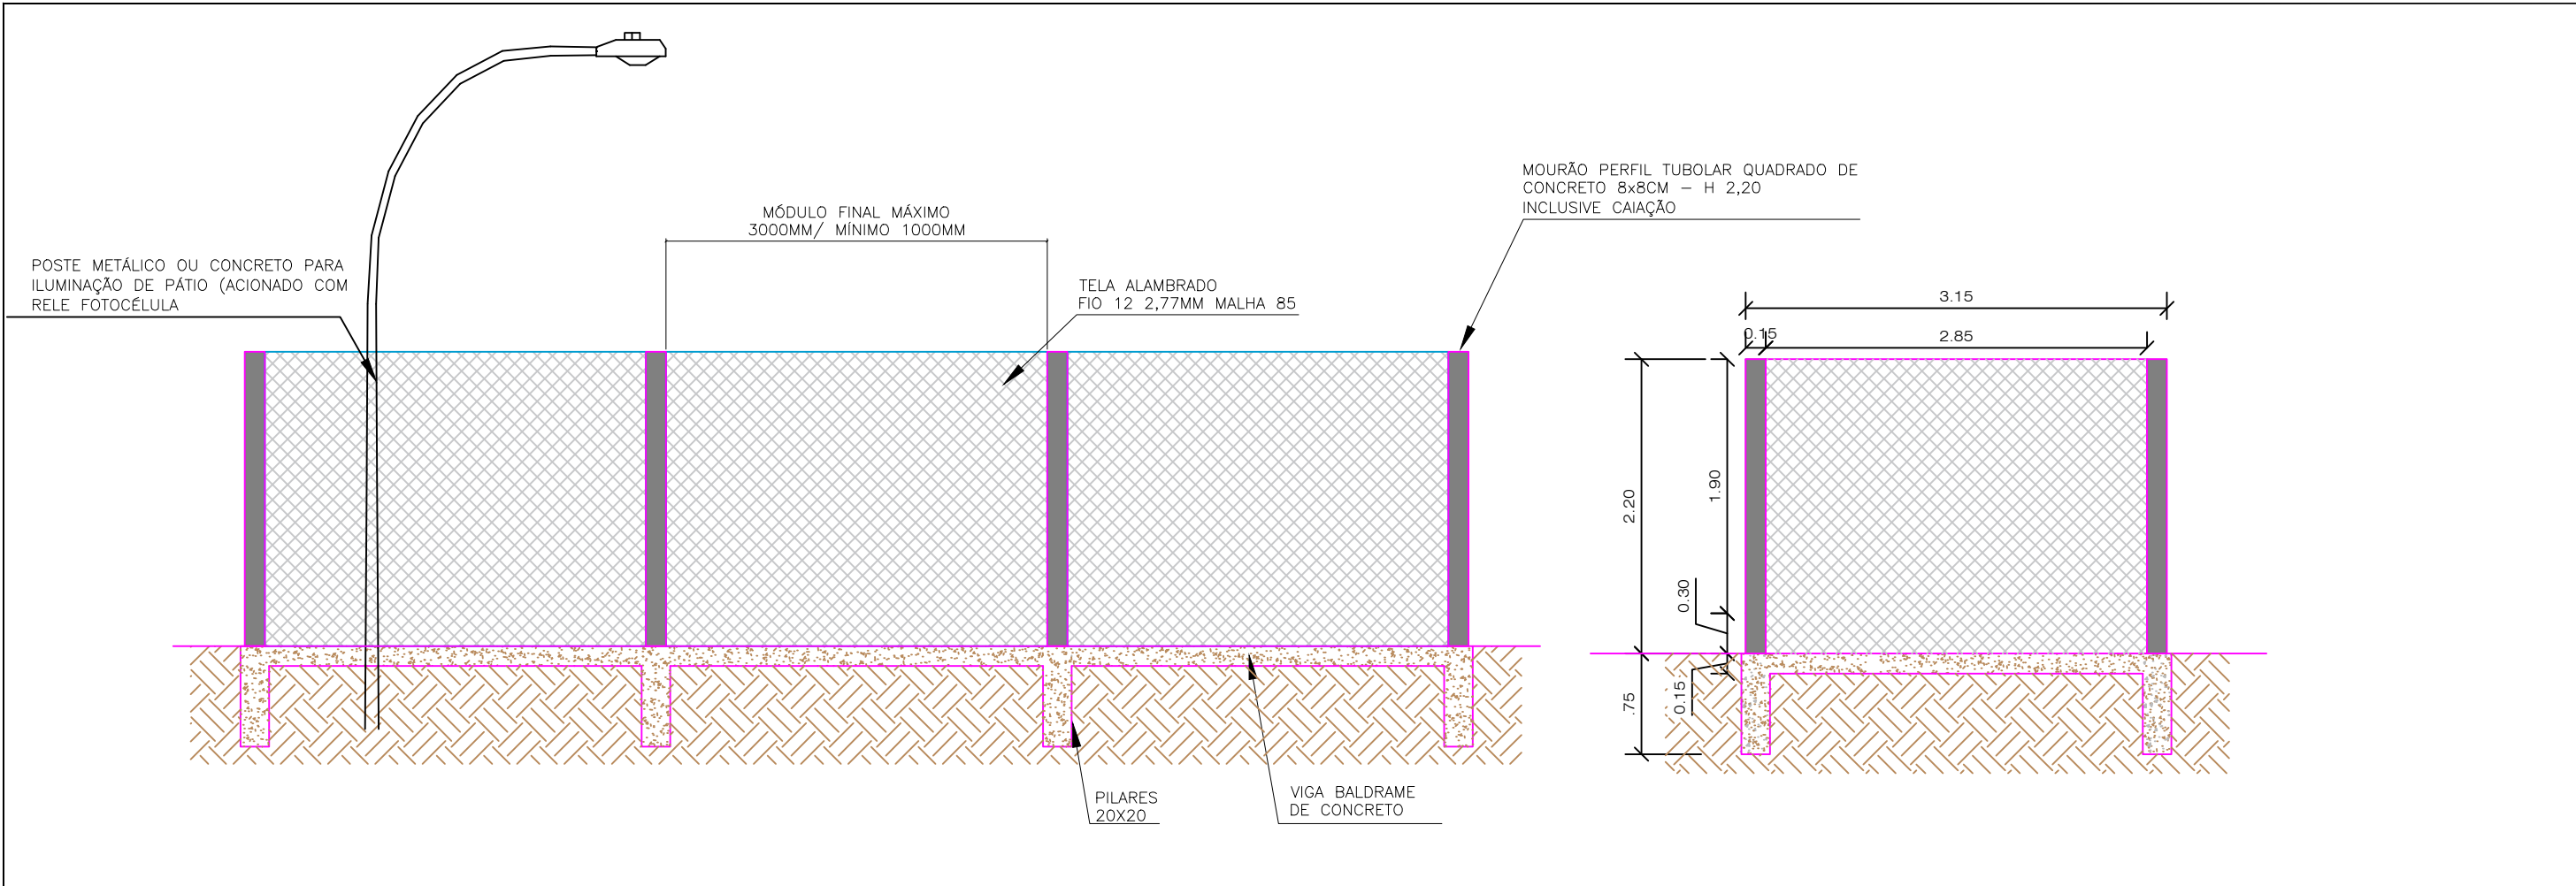 POSTE METÁLICO OU CONCRETO PARA
ILUMINAÇÃO DE PÁTIO (ACIONADO COM
RELE FOTOCÉLULA
MÓDULO FINAL MÁXIMO
3000MM/ MÍNIMO 1000MM
TELA ALAMBRADO
FIO 12 2,77MM MALHA 85
MOURÃO PERFIL TUBOLAR QUADRADO DE
CONCRETO 8x8CM – H 2,20
INCLUSIVE CAIAÇÃO
PILARES
20X20
VIGA BALDRAME
DE CONCRETO
3.15
0.15
2.85
2.20
1.90
0.30
.75
0.15